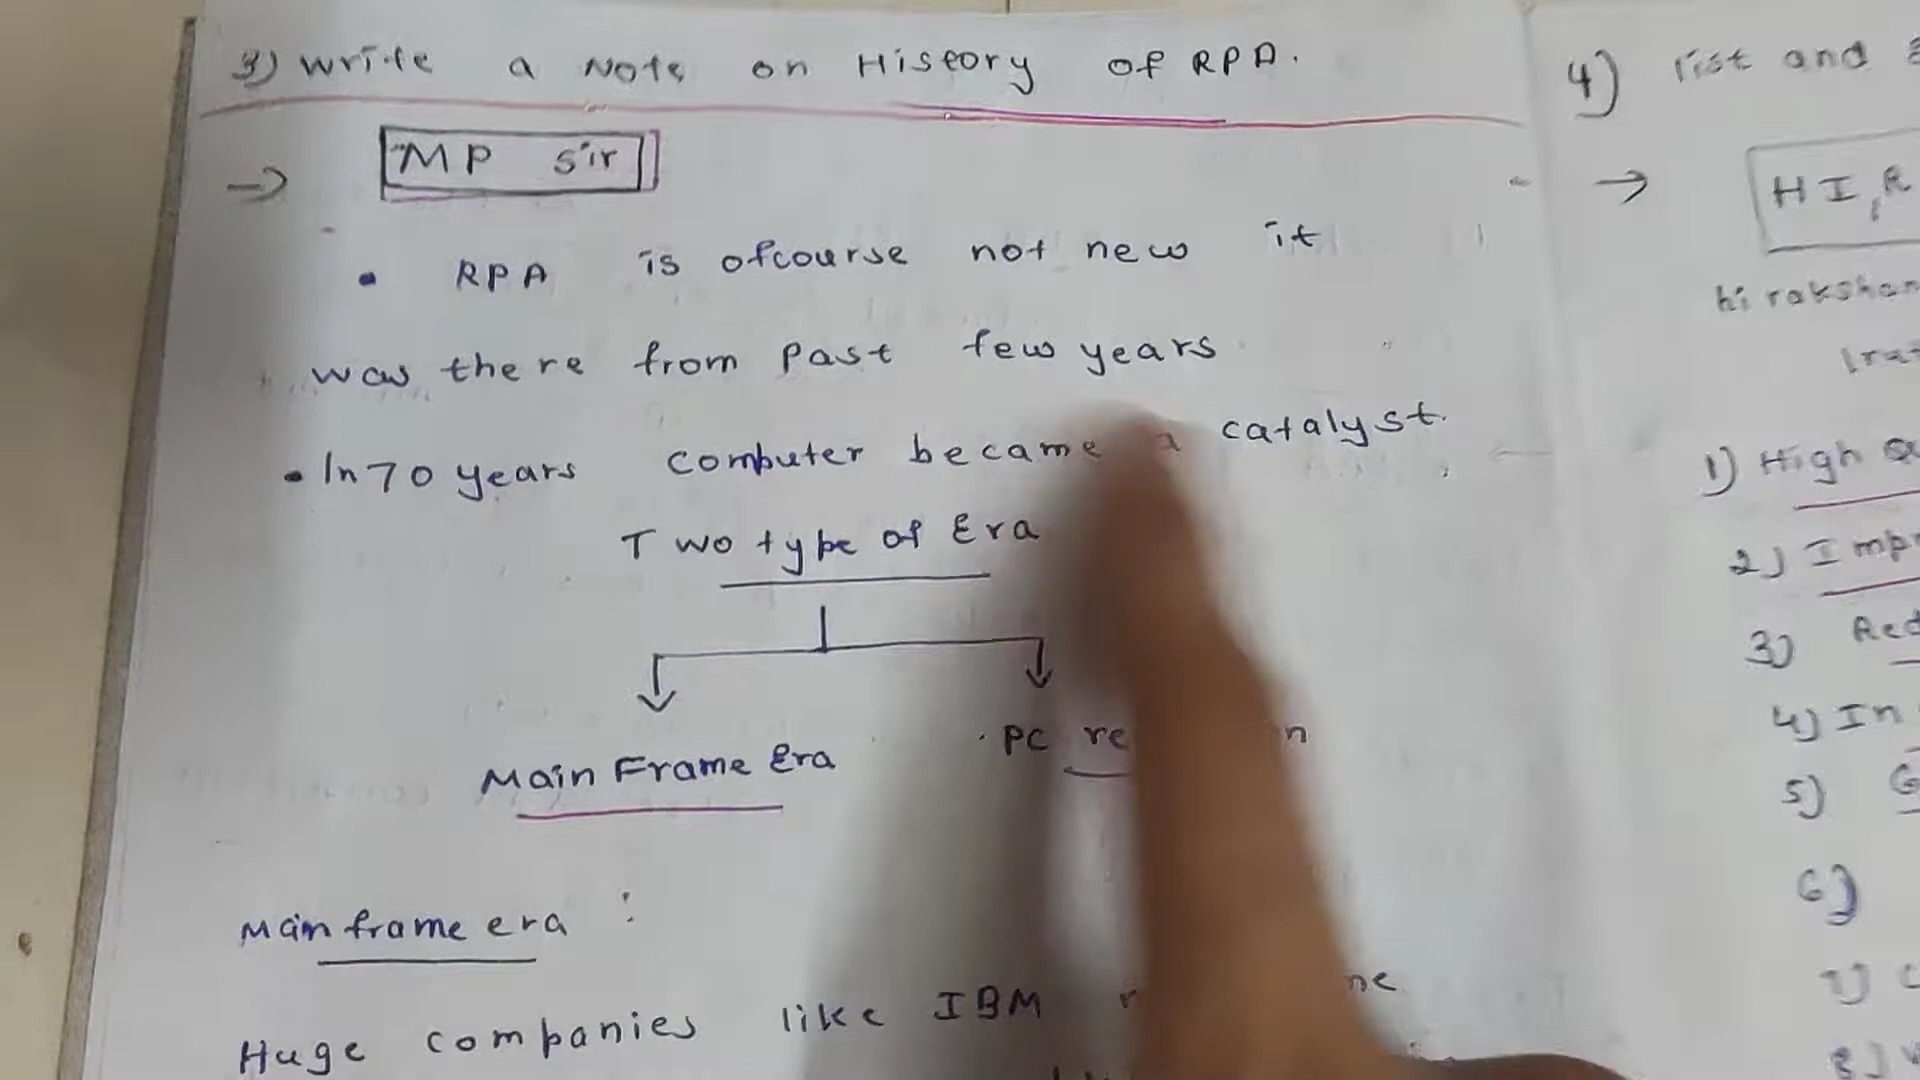 3) Write a Note on History of RPA.
→ MP Sir
• RPA is ofcourse not new it
was there from past few years
• In 70 years computer became a catalyst.
Two type of Era
Main Frame Era
PC
Main frame era :
Huge companies like IBM
4) list and
→ HI, R
1) High
2)
3)
4) In
5)
6)
7)
8)